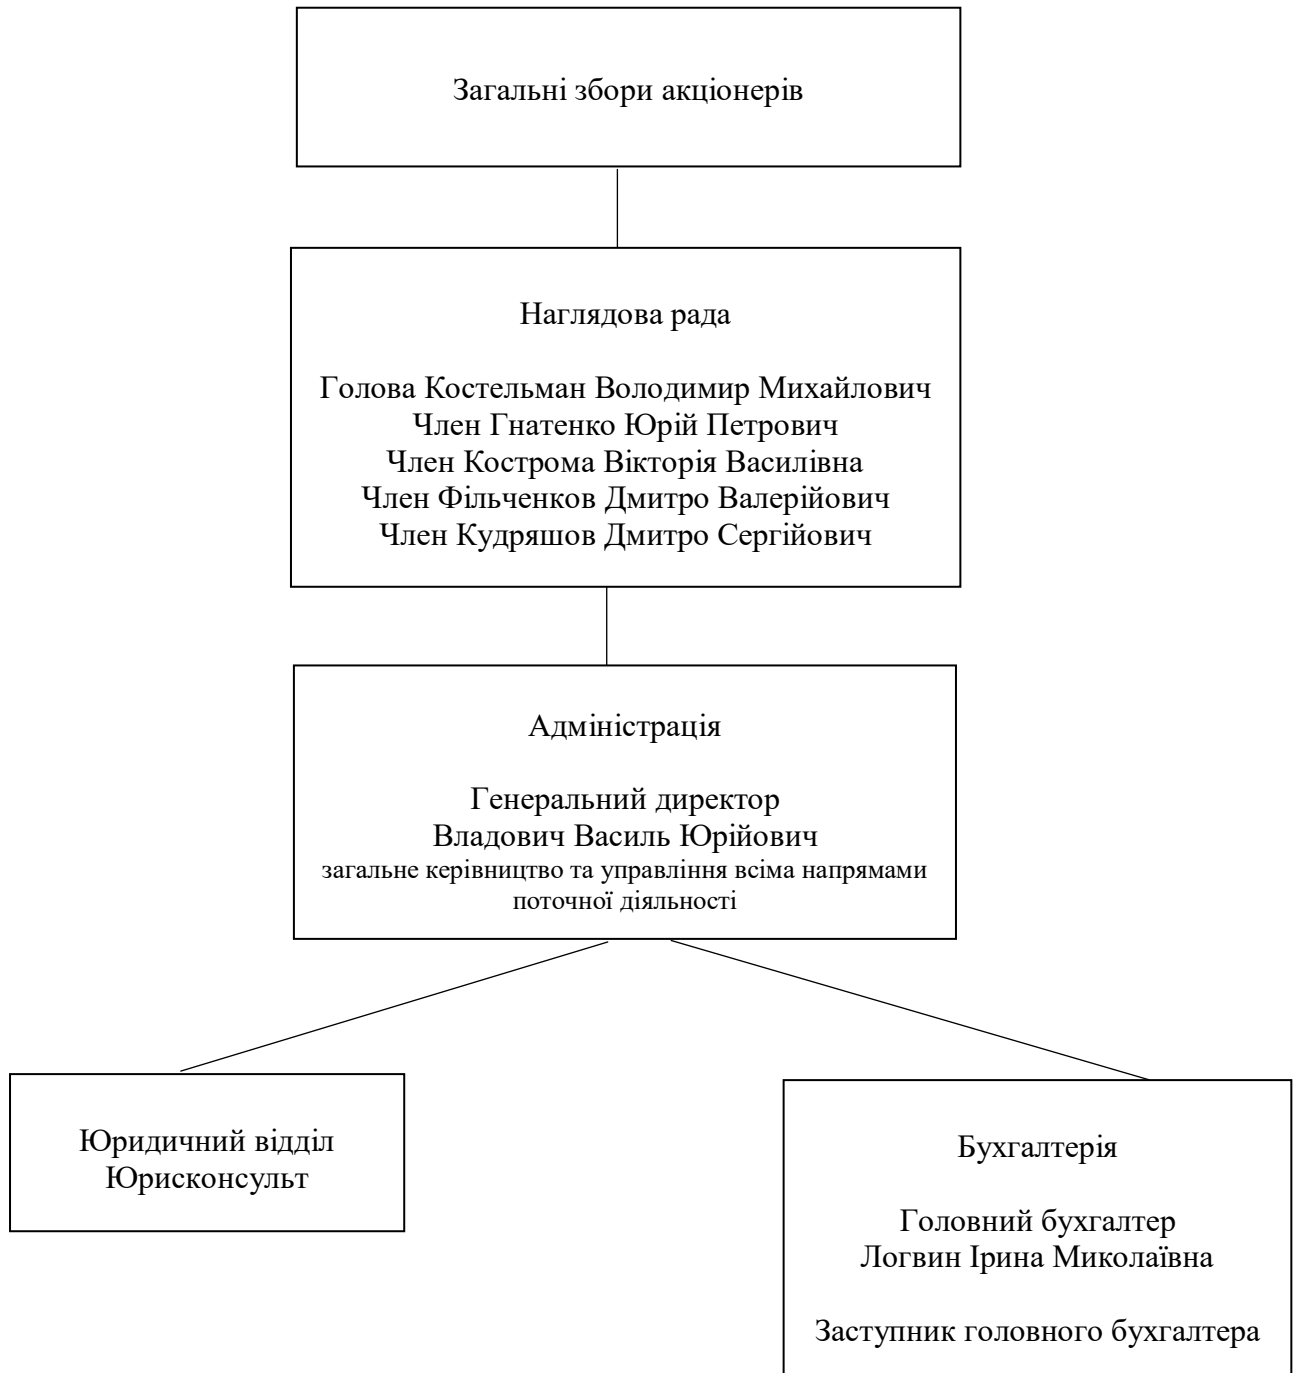 Загальні збори акціонерів
Наглядова рада
Голова Костельман Володимир Михайлович
Член Гнатенко Юрій Петрович
Член Кострома Вікторія Василівна
Член Фільченков Дмитро Валерійович
Член Кудряшов Дмитро Сергійович
Адміністрація
Генеральний директор
Владович Василь Юрійович
загальне керівництво та управління всіма напрямами
поточної діяльності
Юридичний відділ
Юрисконсульт
Бухгалтерія
Головний бухгалтер
Логвин Ірина Миколаївна
Заступник головного бухгалтера